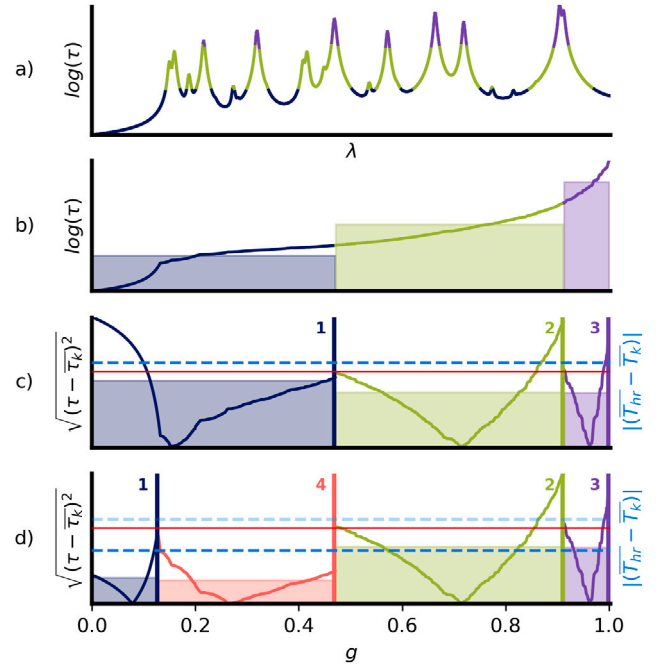 a)
log(τ)
λ
b)
log(τ)
c)
√(τ − τ̅ₖ)²
1
2
3
|(T̅ₕᵣ − T̅ₖ)|
d)
√(τ − τ̅ₖ)²
1
4
2
3
|(T̅ₕᵣ − T̅ₖ)|
0.0 0.2 0.4 0.6 0.8 1.0
g